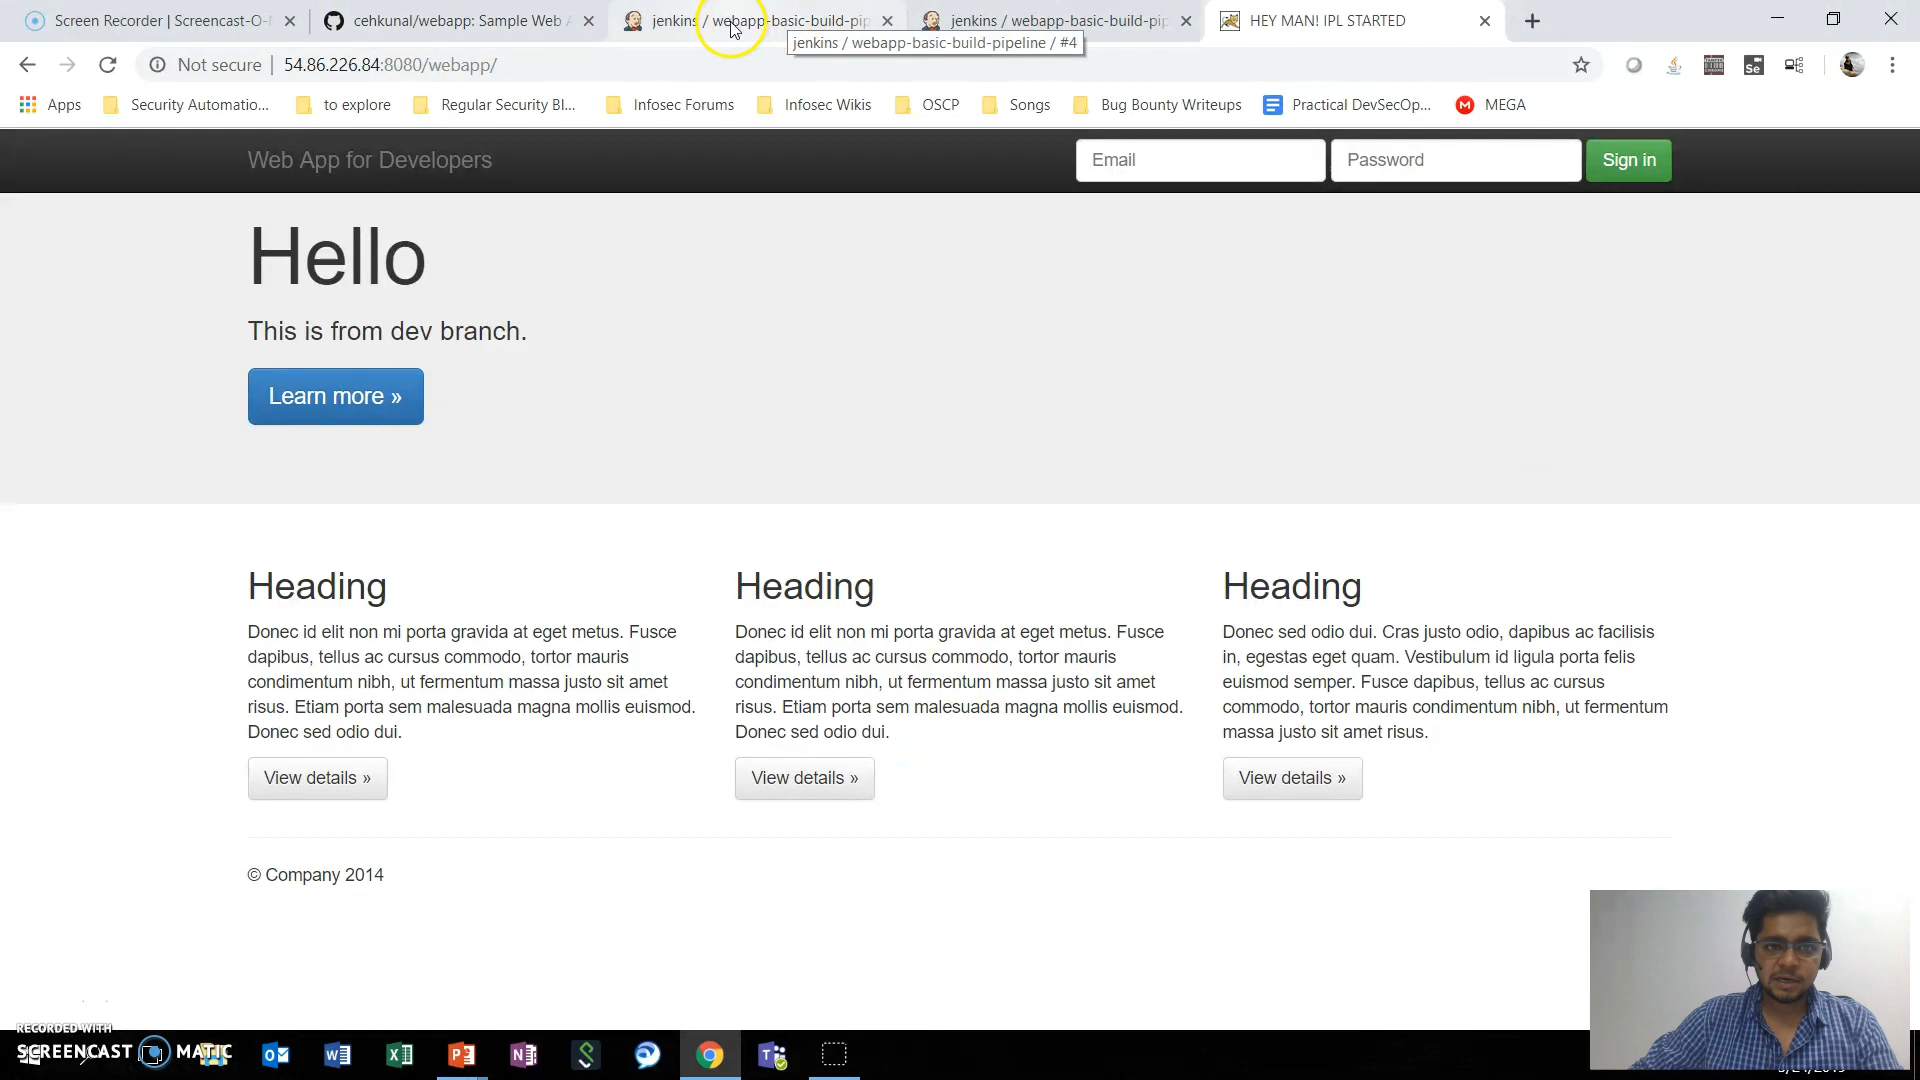 Screen Recorder | Screencast-O-
cehkunal/webapp: Sample Web
jenkins / webapp-basic-build-pip
jenkins / webapp-basic-build-pip
HEY MAN! IPL STARTED
jenkins / webapp-basic-build-pipeline / #4
Not secure | 54.86.226.84:8080/webapp/
Apps Security Automatio... to explore Regular Security Bl... Infosec Forums Infosec Wikis OSCP Songs Bug Bounty Writeups Practical DevSecOp... M MEGA
Web App for Developers Email Password Sign in
Hello
This is from dev branch.
Learn more »
Heading
Donec id elit non mi porta gravida at eget metus. Fusce
dapibus, tellus ac cursus commodo, tortor mauris
condimentum nibh, ut fermentum massa justo sit amet
risus. Etiam porta sem malesuada magna mollis euismod.
Donec sed odio dui.
View details »
Heading
Donec id elit non mi porta gravida at eget metus. Fusce
dapibus, tellus ac cursus commodo, tortor mauris
condimentum nibh, ut fermentum massa justo sit amet
risus. Etiam porta sem malesuada magna mollis euismod.
Donec sed odio dui.
View details »
Heading
Donec sed odio dui. Cras justo odio, dapibus ac facilisis
in, egestas eget quam. Vestibulum id ligula porta felis
euismod semper. Fusce dapibus, tellus ac cursus
commodo, tortor mauris condimentum nibh, ut fermentum
massa justo sit amet risus.
View details »
© Company 2014
RECORDED WITH
SCREENCAST MATIC